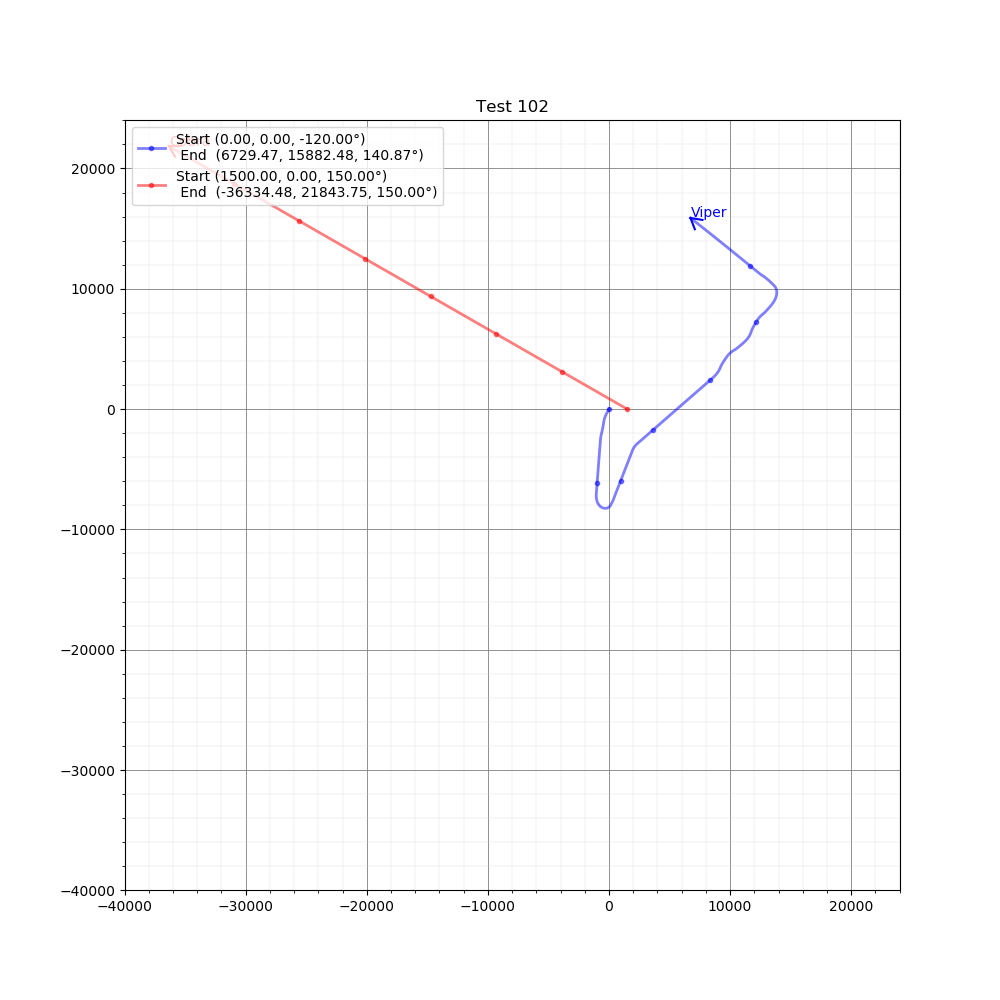 Test 102
Start (0.00, 0.00, -120.00°)
End (6729.47, 15882.48, 140.87°)
Start (1500.00, 0.00, 150.00°)
End (-36334.48, 21843.75, 150.00°)
Viper
20000
10000
0
−10000
−20000
−30000
−40000
−40000 −30000 −20000 −10000 0 10000 20000